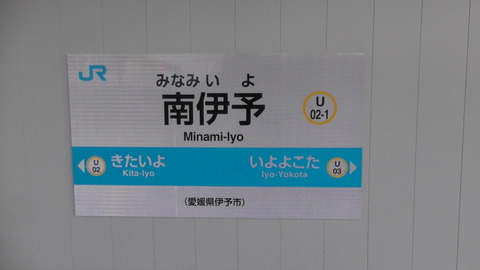 JR
みなみいよ
南伊予
U
02-1
Minami-Iyo
U
02
きたいよ
Kita-Iyo
いよよこた
Iyo-Yokota
U
03
（愛媛県伊予市）